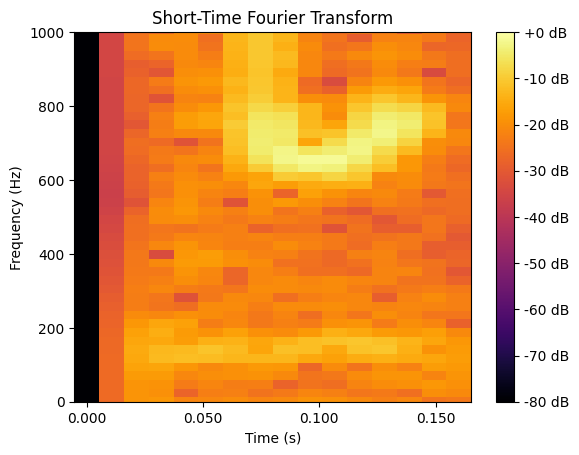 Short-Time Fourier Transform
1000
800
600
400
200
0
Frequency (Hz)
0.000
0.050
0.100
0.150
Time (s)
+0 dB
-10 dB
-20 dB
-30 dB
-40 dB
-50 dB
-60 dB
-70 dB
-80 dB